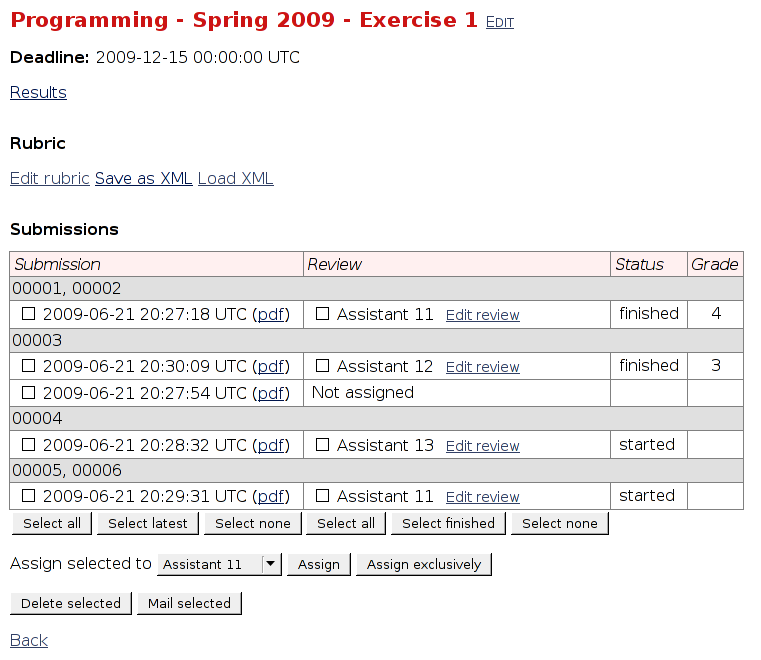 Programming - Spring 2009 - Exercise 1 EDIT
Deadline: 2009-12-15 00:00:00 UTC
Results
Rubric
Edit rubric Save as XML Load XML
Submissions
Submission Review Status Grade
00001, 00002
2009-06-21 20:27:18 UTC (pdf) Assistant 11 Edit review finished 4
00003
2009-06-21 20:30:09 UTC (pdf) Assistant 12 Edit review finished 3
2009-06-21 20:27:54 UTC (pdf) Not assigned
00004
2009-06-21 20:28:32 UTC (pdf) Assistant 13 Edit review started
00005, 00006
2009-06-21 20:29:31 UTC (pdf) Assistant 11 Edit review started
Select all Select latest Select none Select all Select finished Select none
Assign selected to Assistant 11 Assign Assign exclusively
Delete selected Mail selected
Back